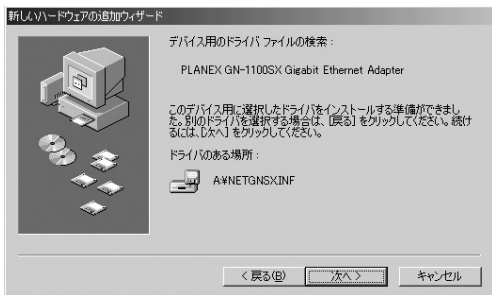 新しいハードウェアの追加ウィザード
デバイス用のドライバ ファイルの検索 :
PLANEX GN-1100SX Gigabit Ethernet Adapter
このデバイス用に選択したドライバをインストールする準備ができまし
た。別のドライバを選択する場合は、[戻る] をクリックしてください。続け
るには、[次へ] をクリックしてください。
ドライバのある場所 :
A:¥NETGNSX.INF
< 戻る(B)
次へ >
キャンセル